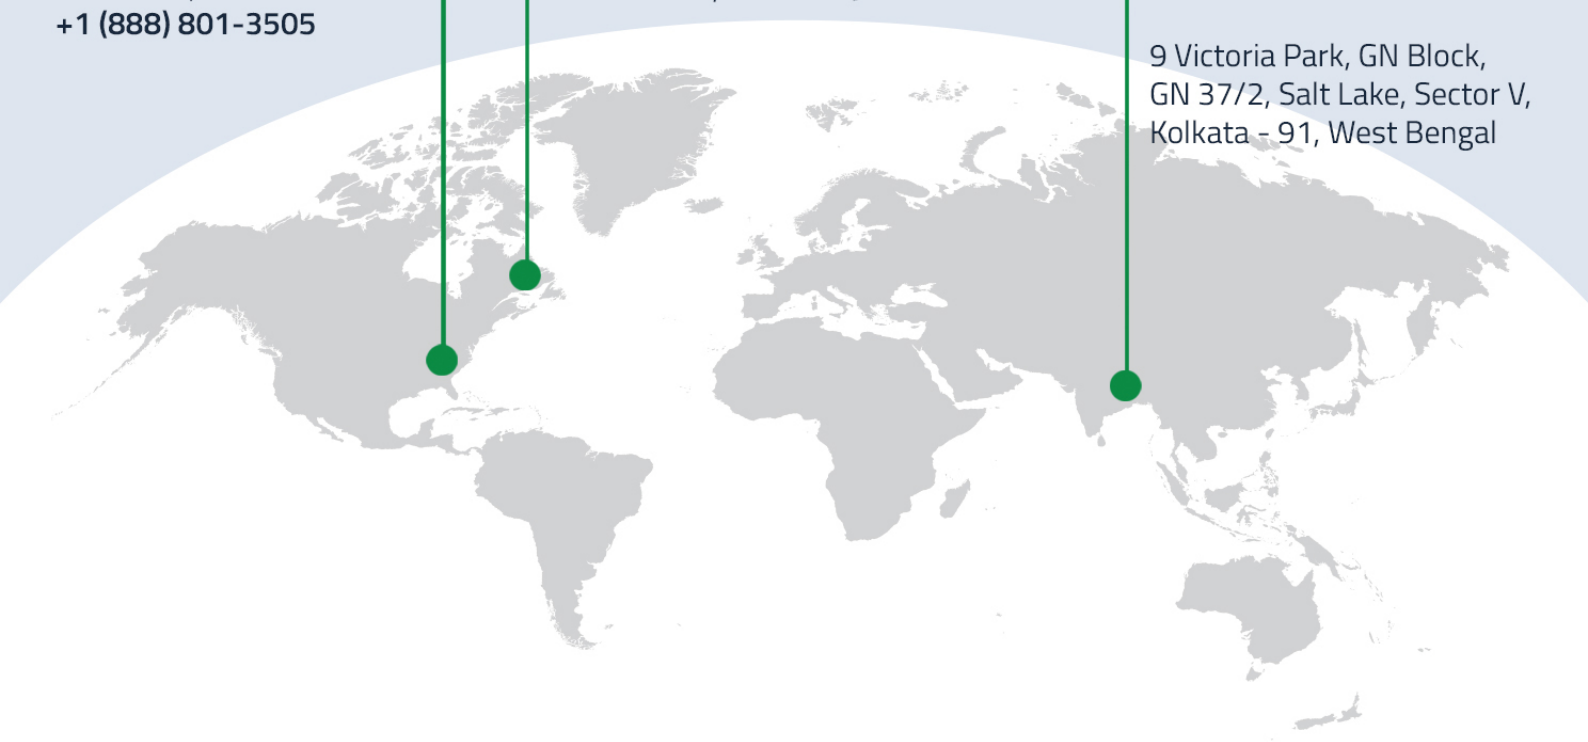 +1 (888) 801-3505
9 Victoria Park, GN Block,
GN 37/2, Salt Lake, Sector V,
Kolkata - 91, West Bengal